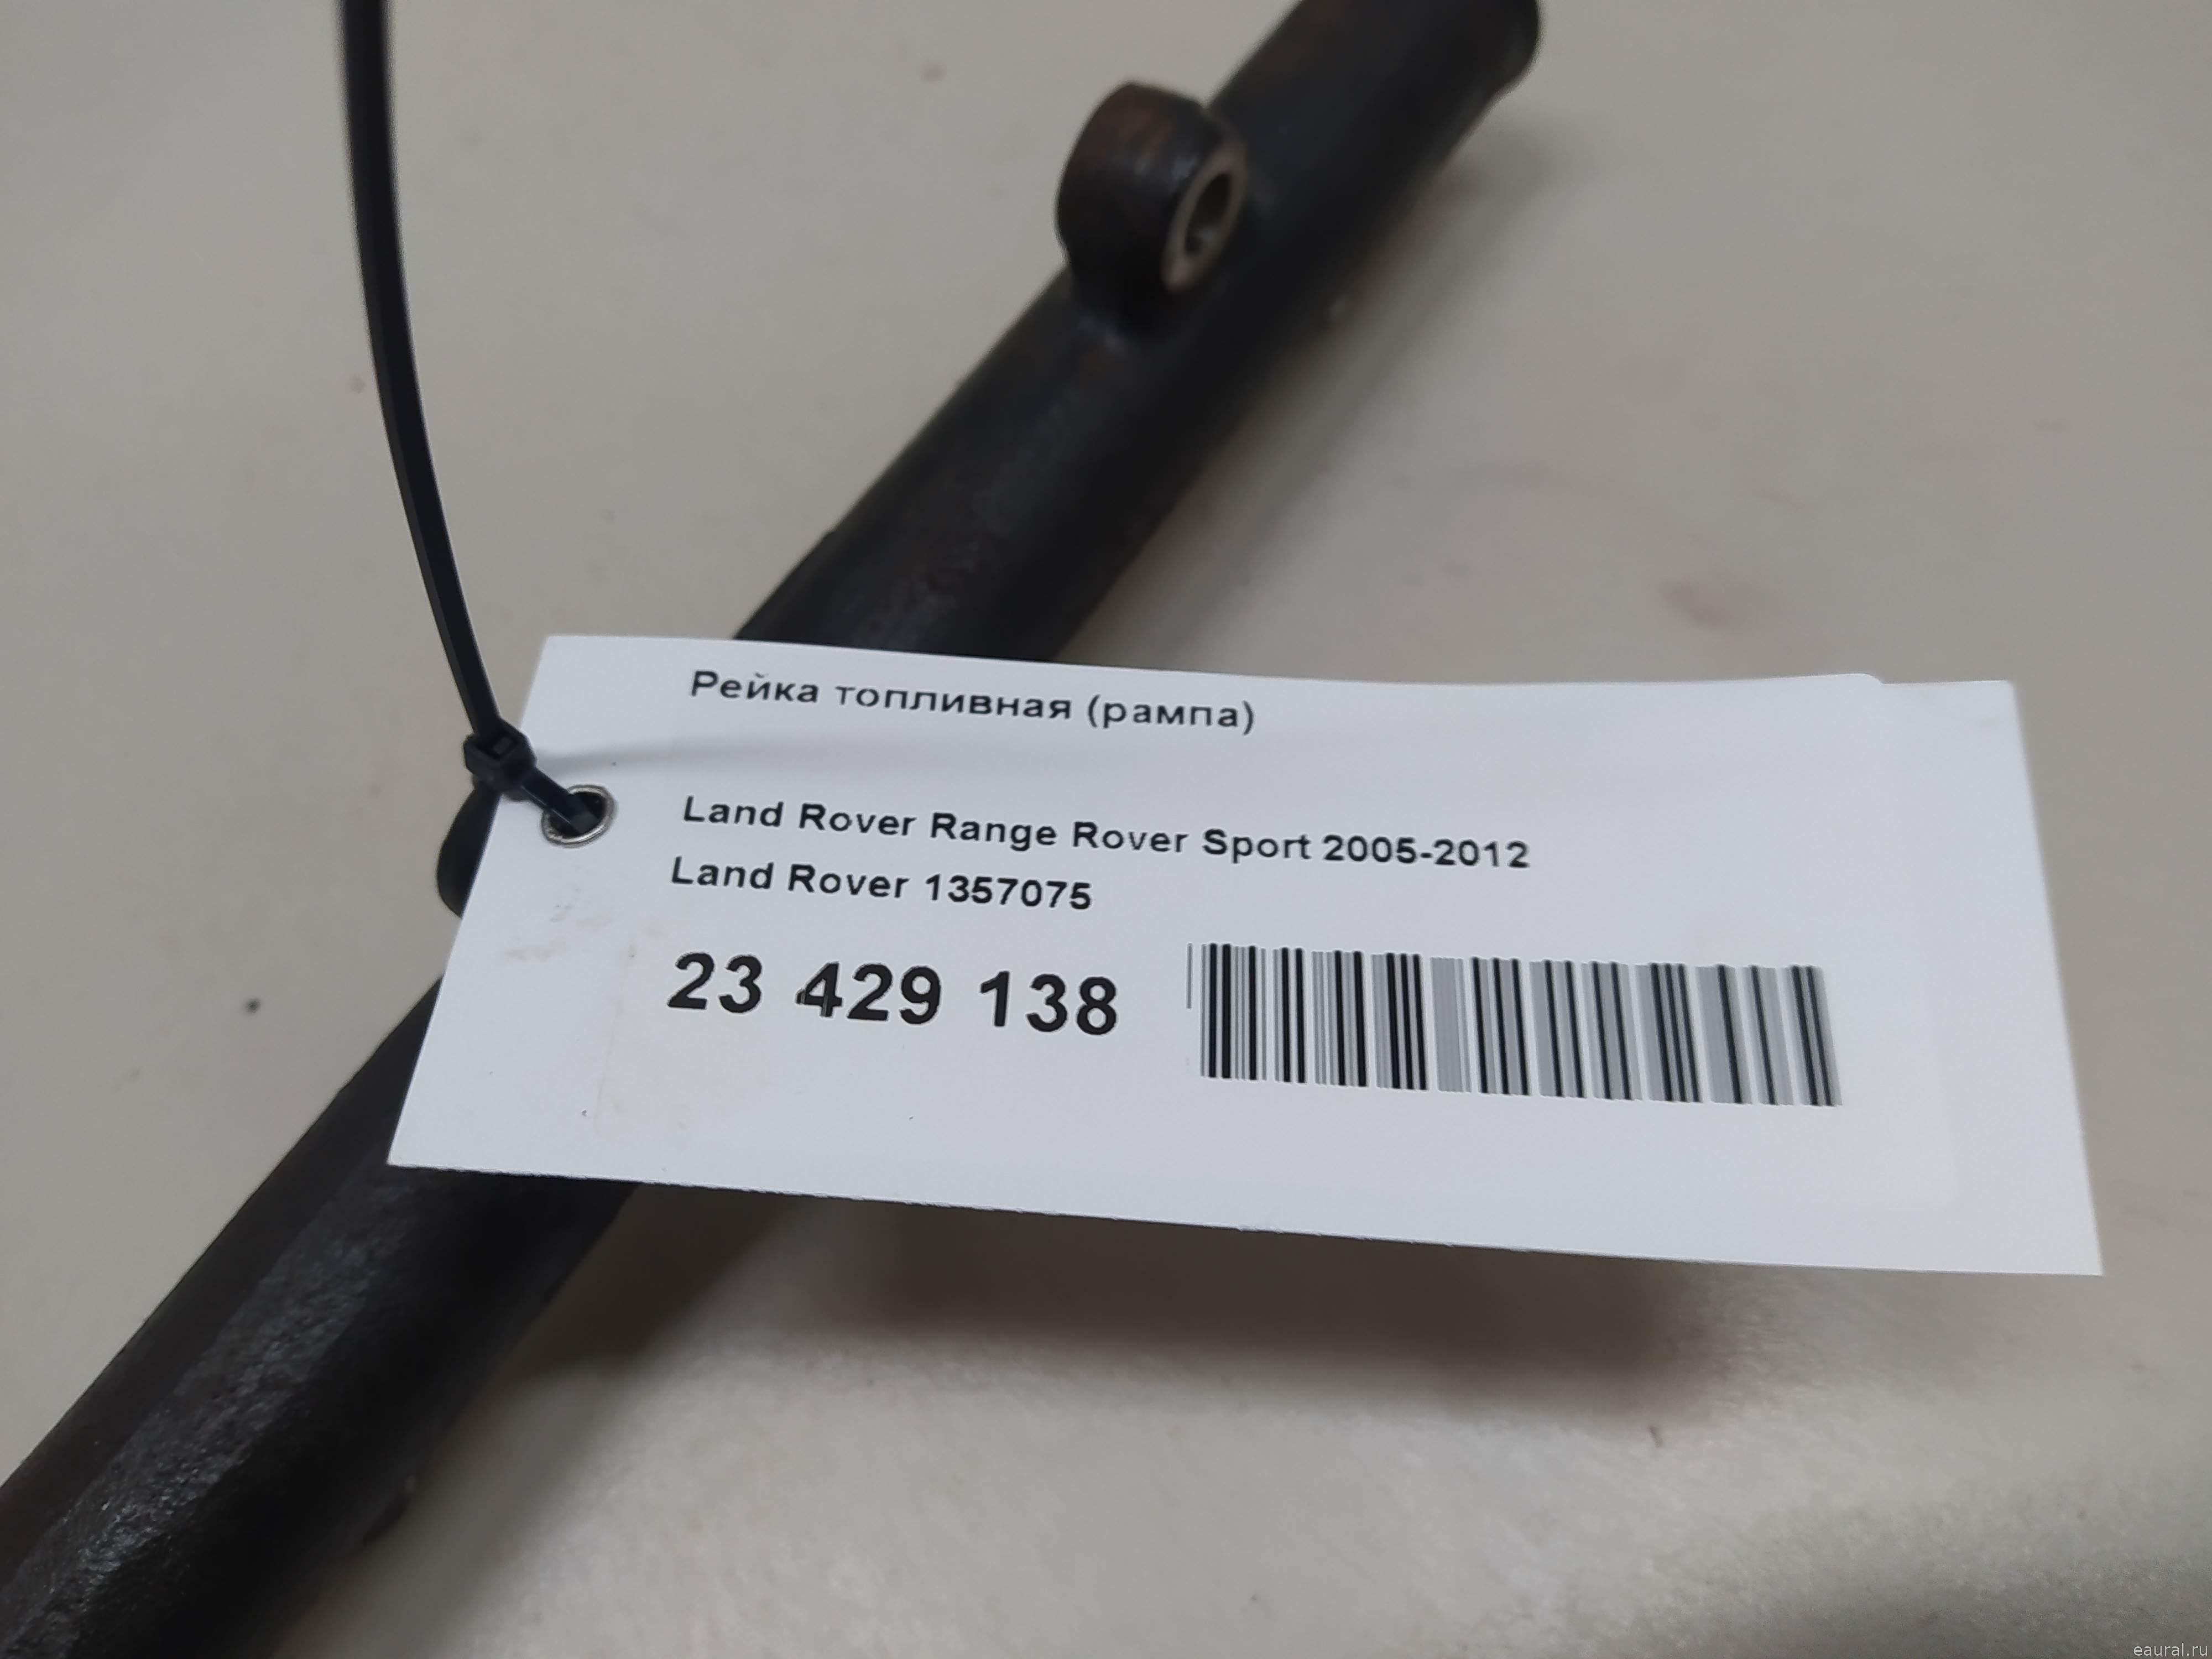 Рейка топливная (рампа)
Land Rover Range Rover Sport 2005-2012
Land Rover 1357075
23 429 138
eaural.ru